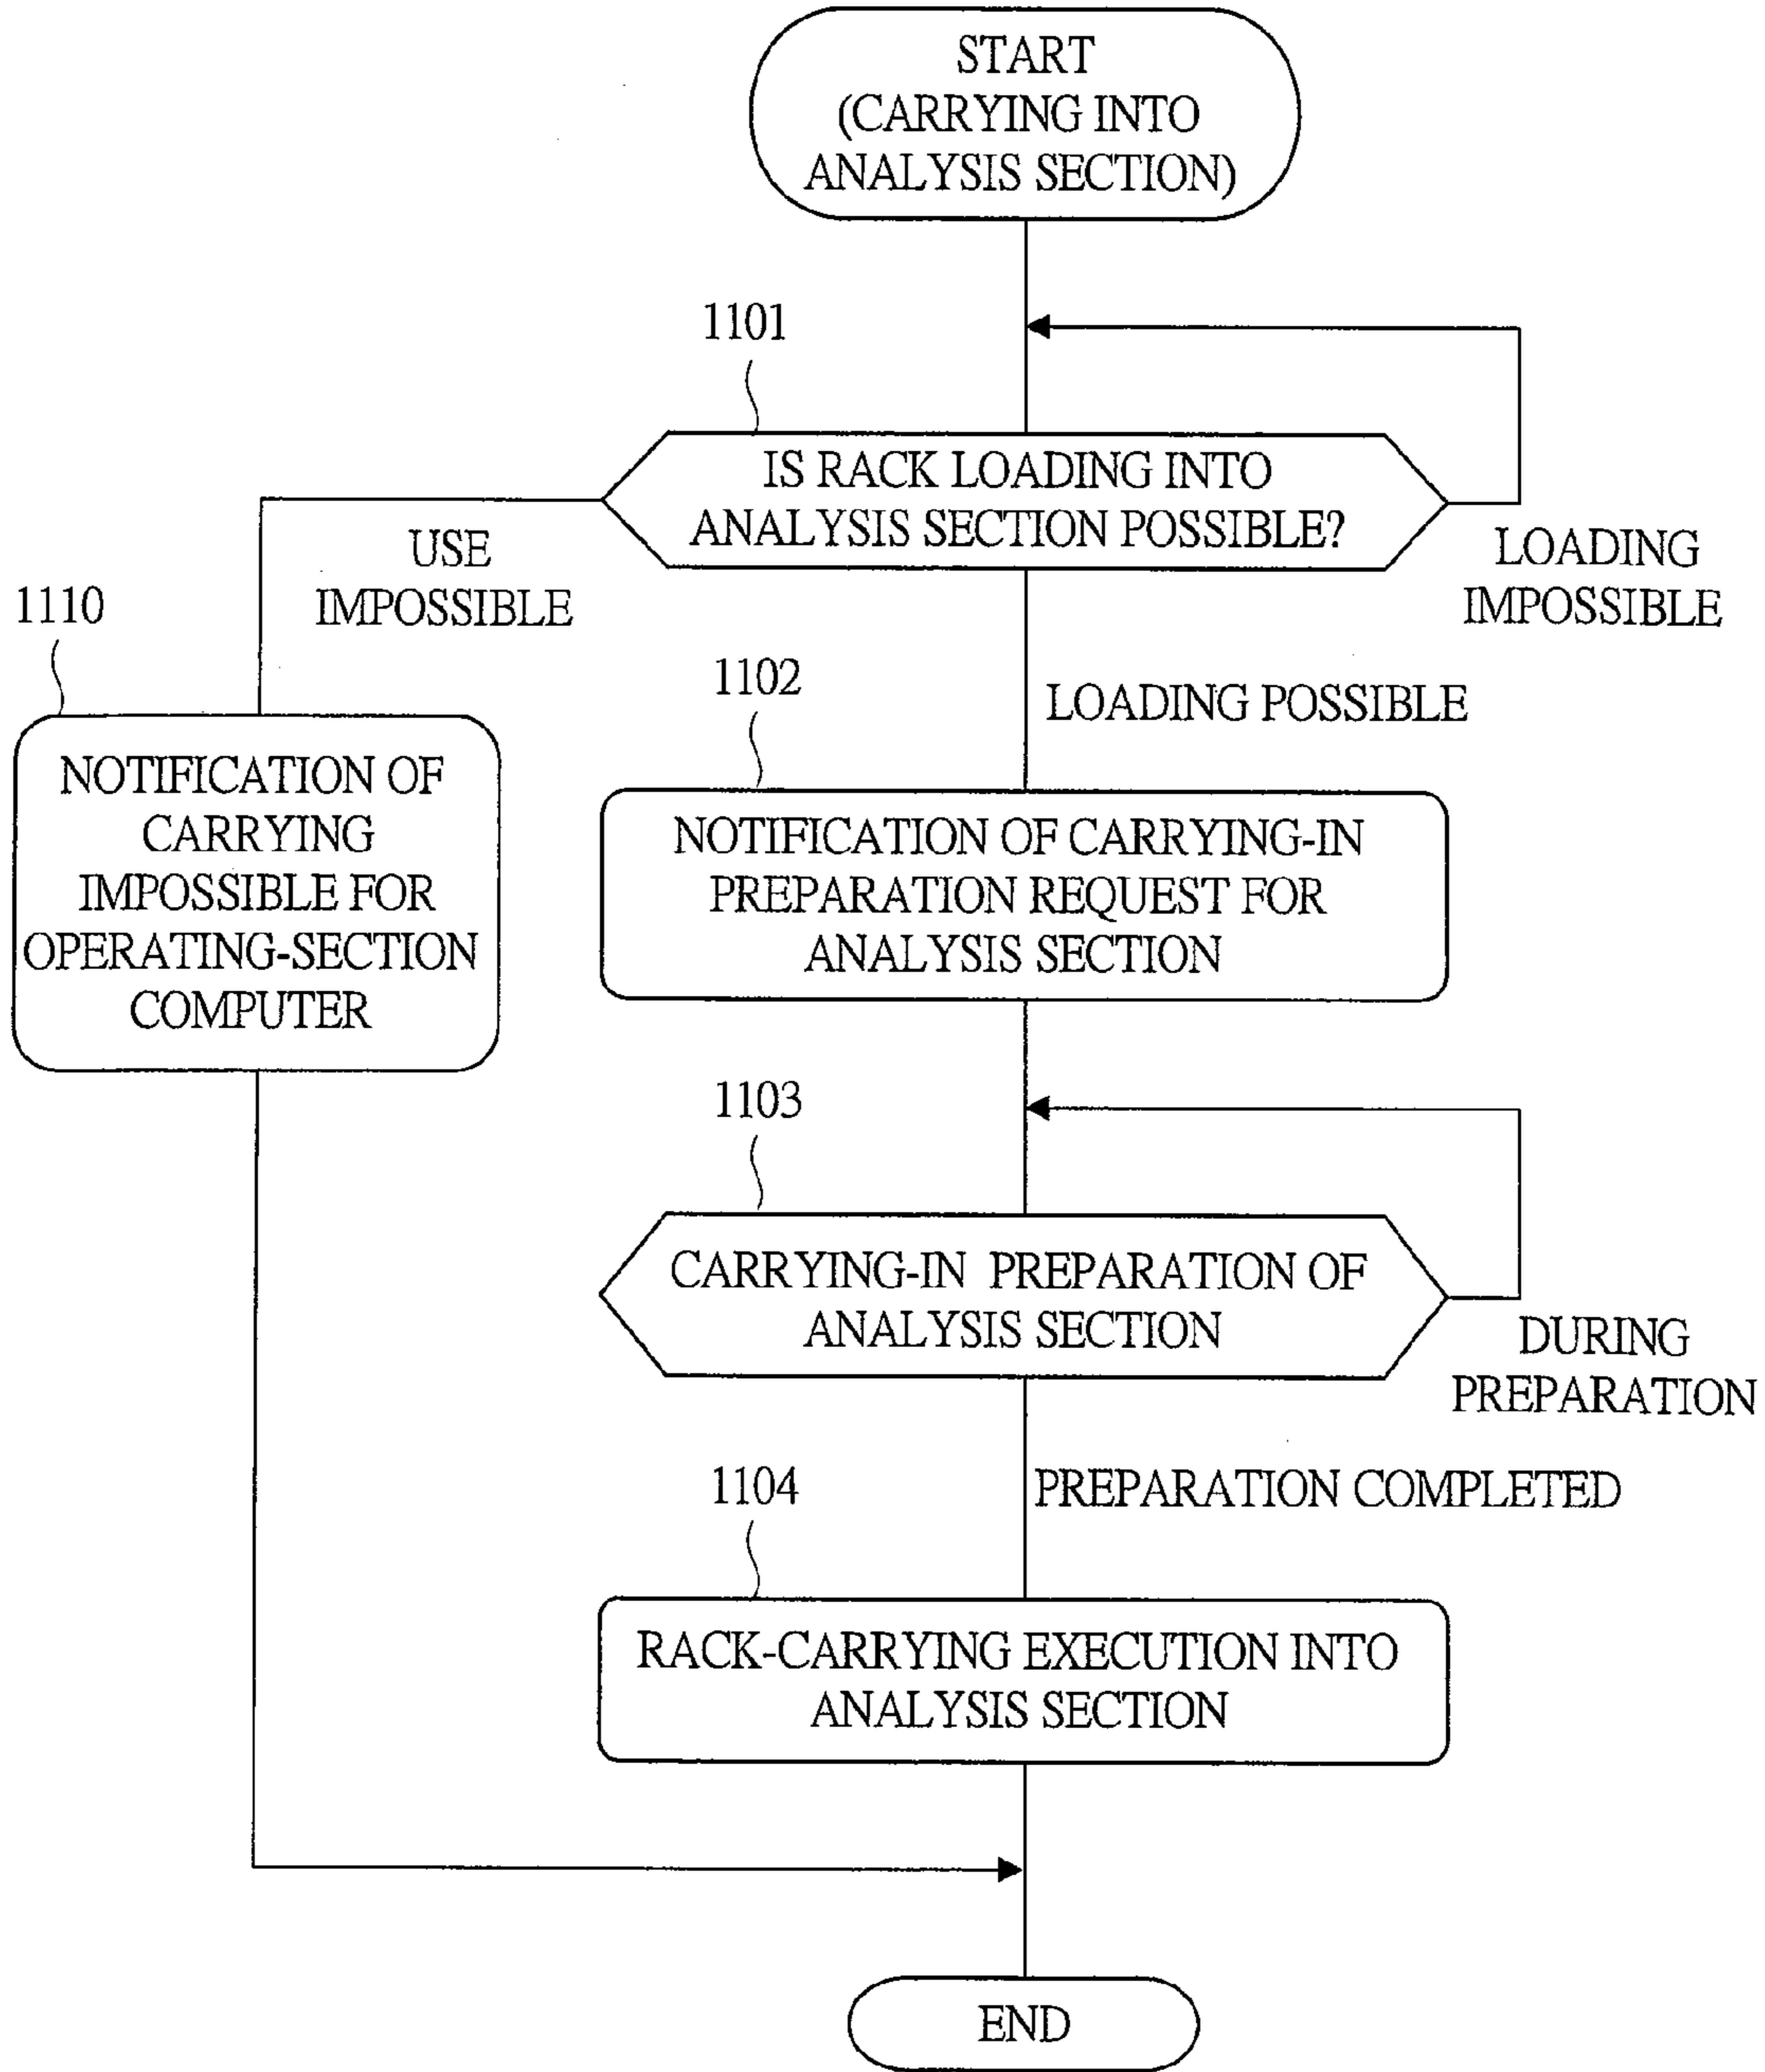 START
(CARRYING INTO
ANALYSIS SECTION)
1101
IS RACK LOADING INTO
ANALYSIS SECTION POSSIBLE?
USE
IMPOSSIBLE
LOADING
IMPOSSIBLE
1110
NOTIFICATION OF
CARRYING
IMPOSSIBLE FOR
OPERATING-SECTION
COMPUTER
1102
LOADING POSSIBLE
NOTIFICATION OF CARRYING-IN
PREPARATION REQUEST FOR
ANALYSIS SECTION
1103
CARRYING-IN PREPARATION OF
ANALYSIS SECTION
DURING
PREPARATION
1104
PREPARATION COMPLETED
RACK-CARRYING EXECUTION INTO
ANALYSIS SECTION
END